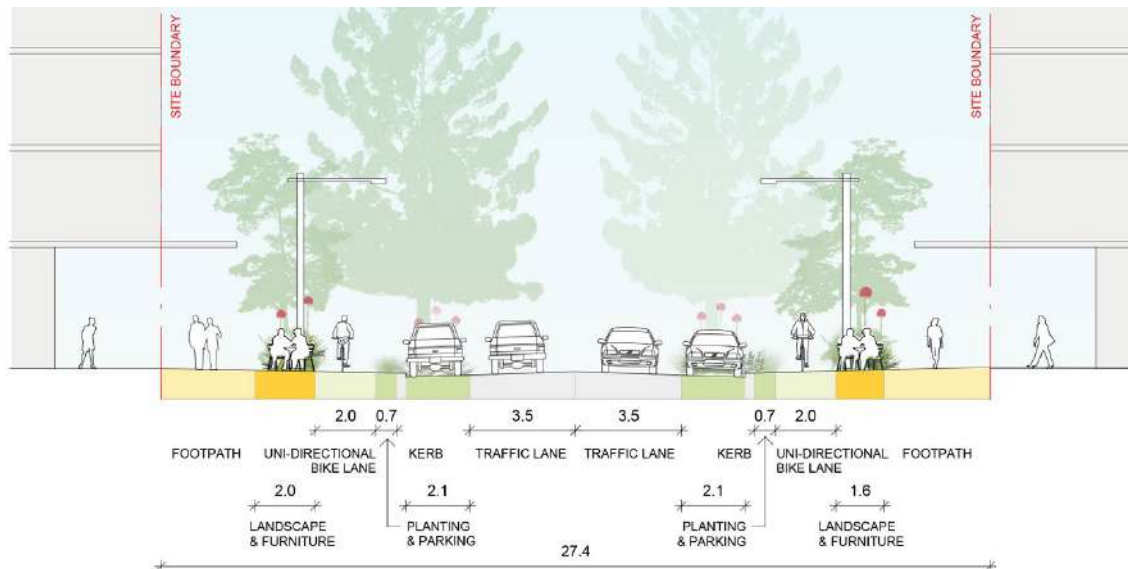 SITE BOUNDARY
SITE BOUNDARY
2.0 0.7 3.5 3.5 0.7 2.0
FOOTPATH UNI-DIRECTIONAL KERB TRAFFIC LANE TRAFFIC LANE KERB UNI-DIRECTIONAL FOOTPATH
BIKE LANE BIKE LANE
2.0 2.1 2.1 1.6
LANDSCAPE PLANTING PLANTING LANDSCAPE
& FURNITURE & PARKING & PARKING & FURNITURE
27.4